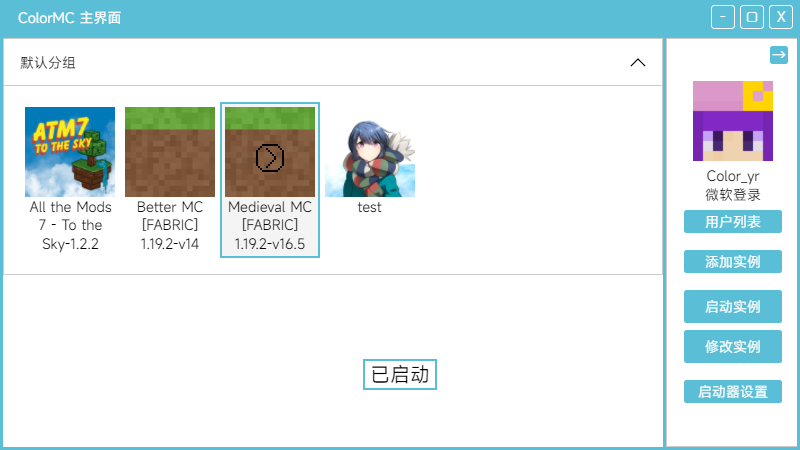 ColorMC 主界面
默认分组
ATM7
TO THE SKY
All the Mods
7 - To the
Sky-1.2.2
Better MC
[FABRIC]
1.19.2-v14
Medieval MC
[FABRIC]
1.19.2-v16.5
test
已启动
Color_yr
微软登录
用户列表
添加实例
启动实例
修改实例
启动器设置